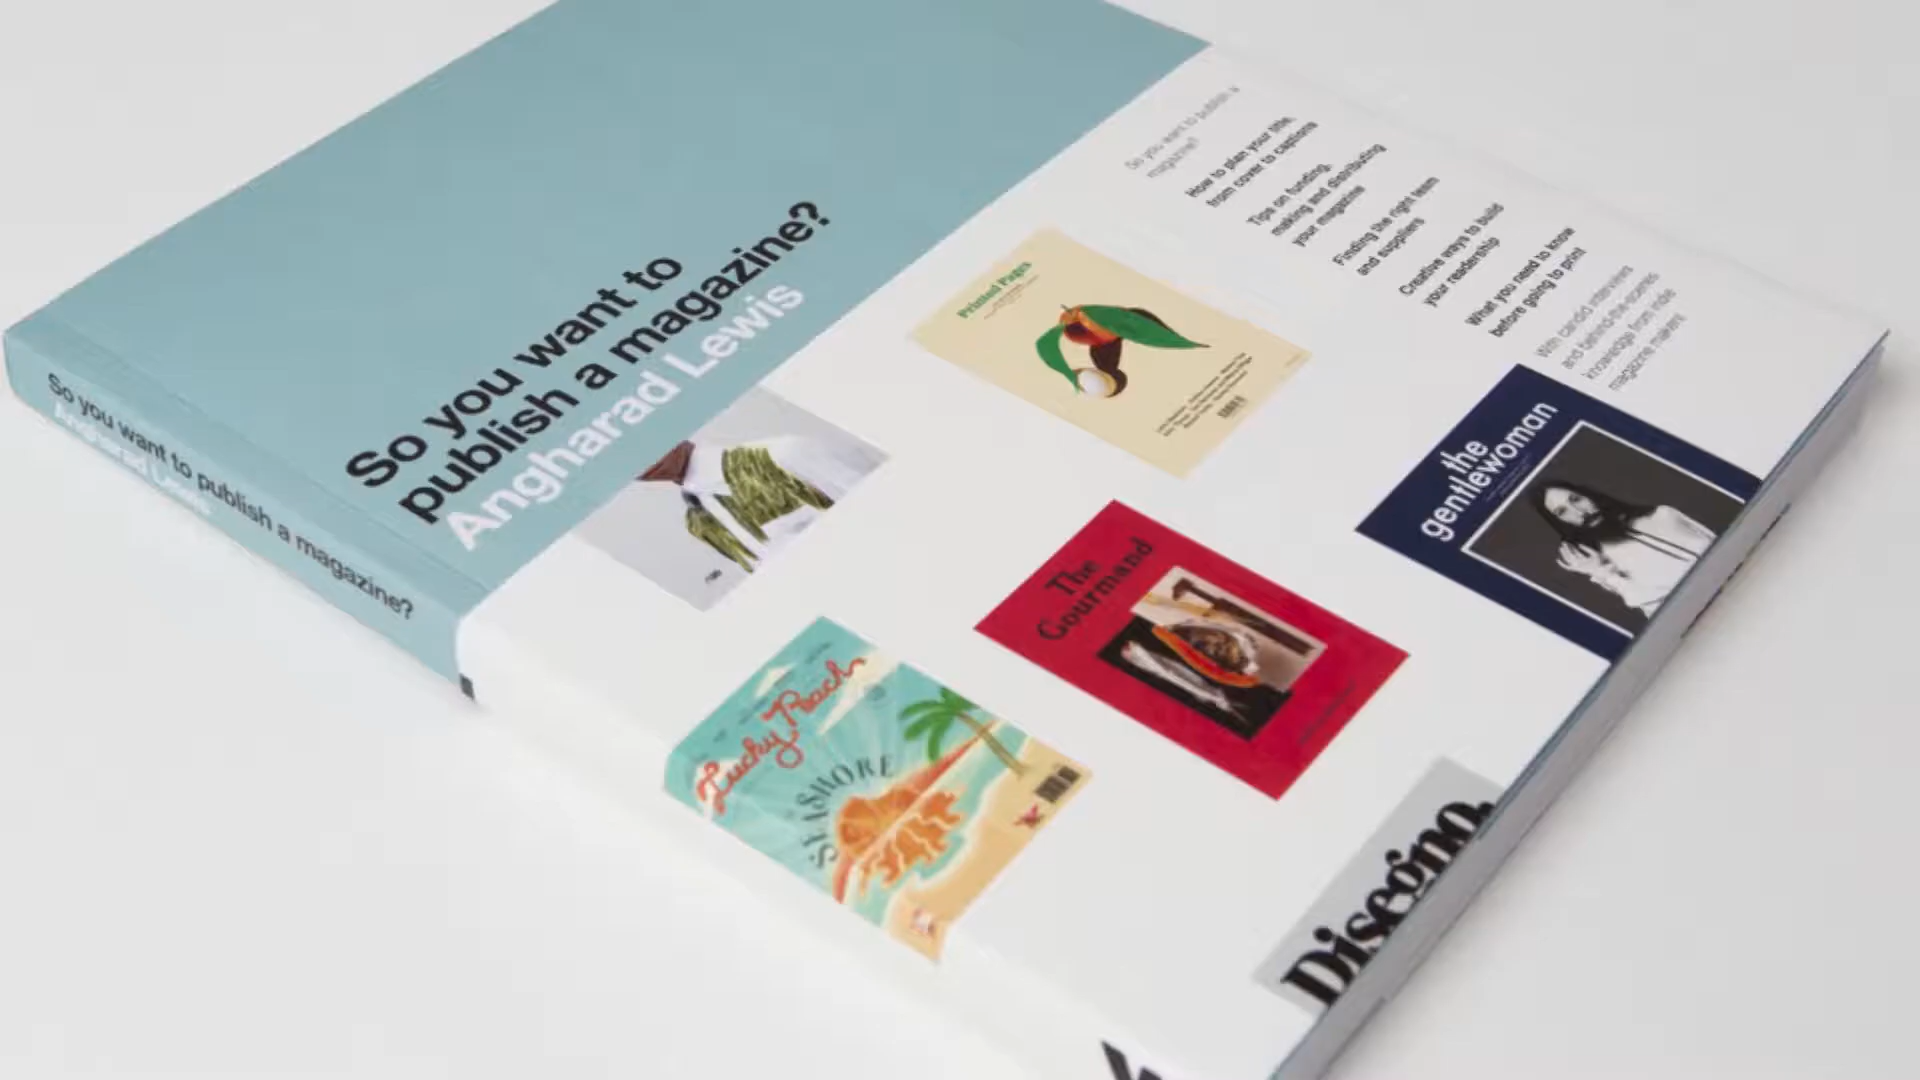 So you want to
publish a magazine?
Angharad Lewis
So you want to publish a magazine?
Angharad Lewis
So you want to publish a
magazine?
How to plan your title,
from cover to captions
Tips on funding,
making and distributing
your magazine
Finding the right team
and suppliers
Creative ways to build
your readership
What you need to know
before going to print
With candid interviews
and behind-the-scenes
knowledge from indie
magazine makers
Printed Pages
the
gentlewoman
The
Gourmand
Lucky Peach
SEASHORE
Disegno.